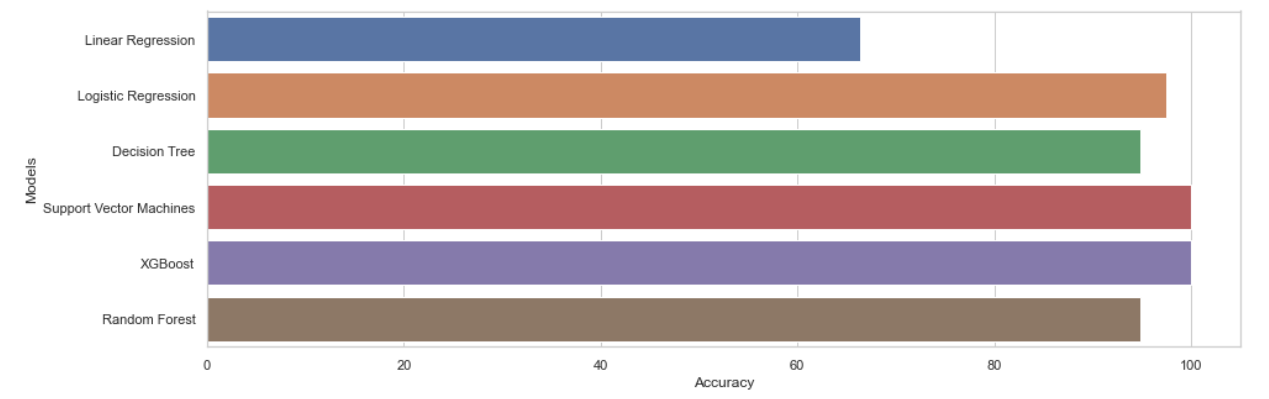 Models
Linear Regression
Logistic Regression
Decision Tree
Support Vector Machines
XGBoost
Random Forest
0 20 40 60 80 100
Accuracy